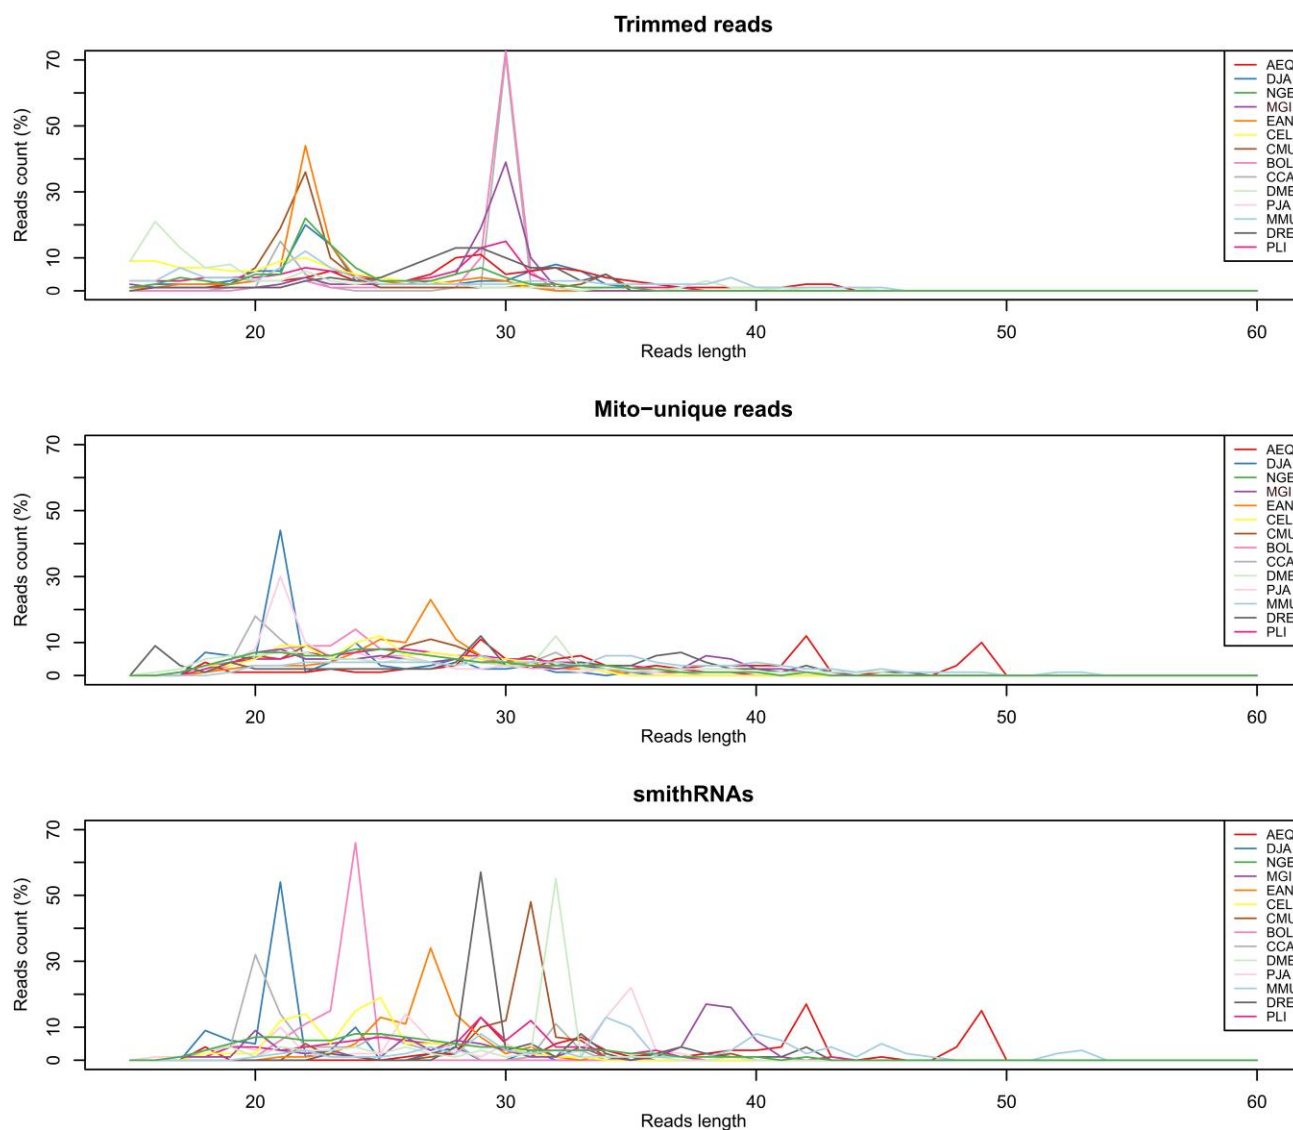 Trimmed reads
Reads count (%)
70
50
30
10
0
20
30
40
50
60
Reads length
AEQ
DJA
NGE
MGI
EAN
CEL
CMU
BOL
CCA
DME
PJA
MMU
DRE
PLI
Mito−unique reads
Reads count (%)
70
50
30
10
0
20
30
40
50
60
Reads length
AEQ
DJA
NGE
MGI
EAN
CEL
CMU
BOL
CCA
DME
PJA
MMU
DRE
PLI
smithRNAs
Reads count (%)
70
50
30
10
0
20
30
40
50
60
Reads length
AEQ
DJA
NGE
MGI
EAN
CEL
CMU
BOL
CCA
DME
PJA
MMU
DRE
PLI